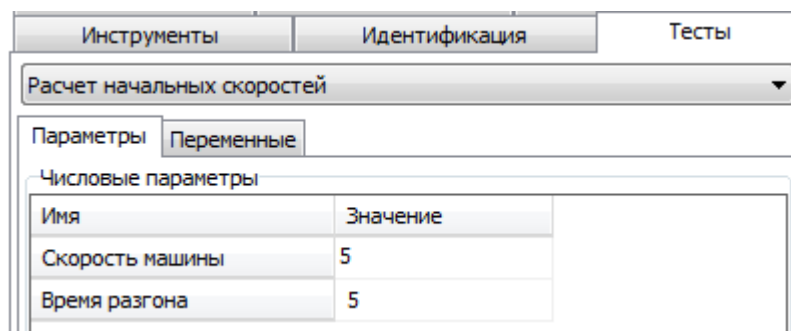 Инструменты Идентификация Тесты
Расчет начальных скоростей
Параметры Переменные
Числовые параметры
Имя Значение
Скорость машины 5
Время разгона 5